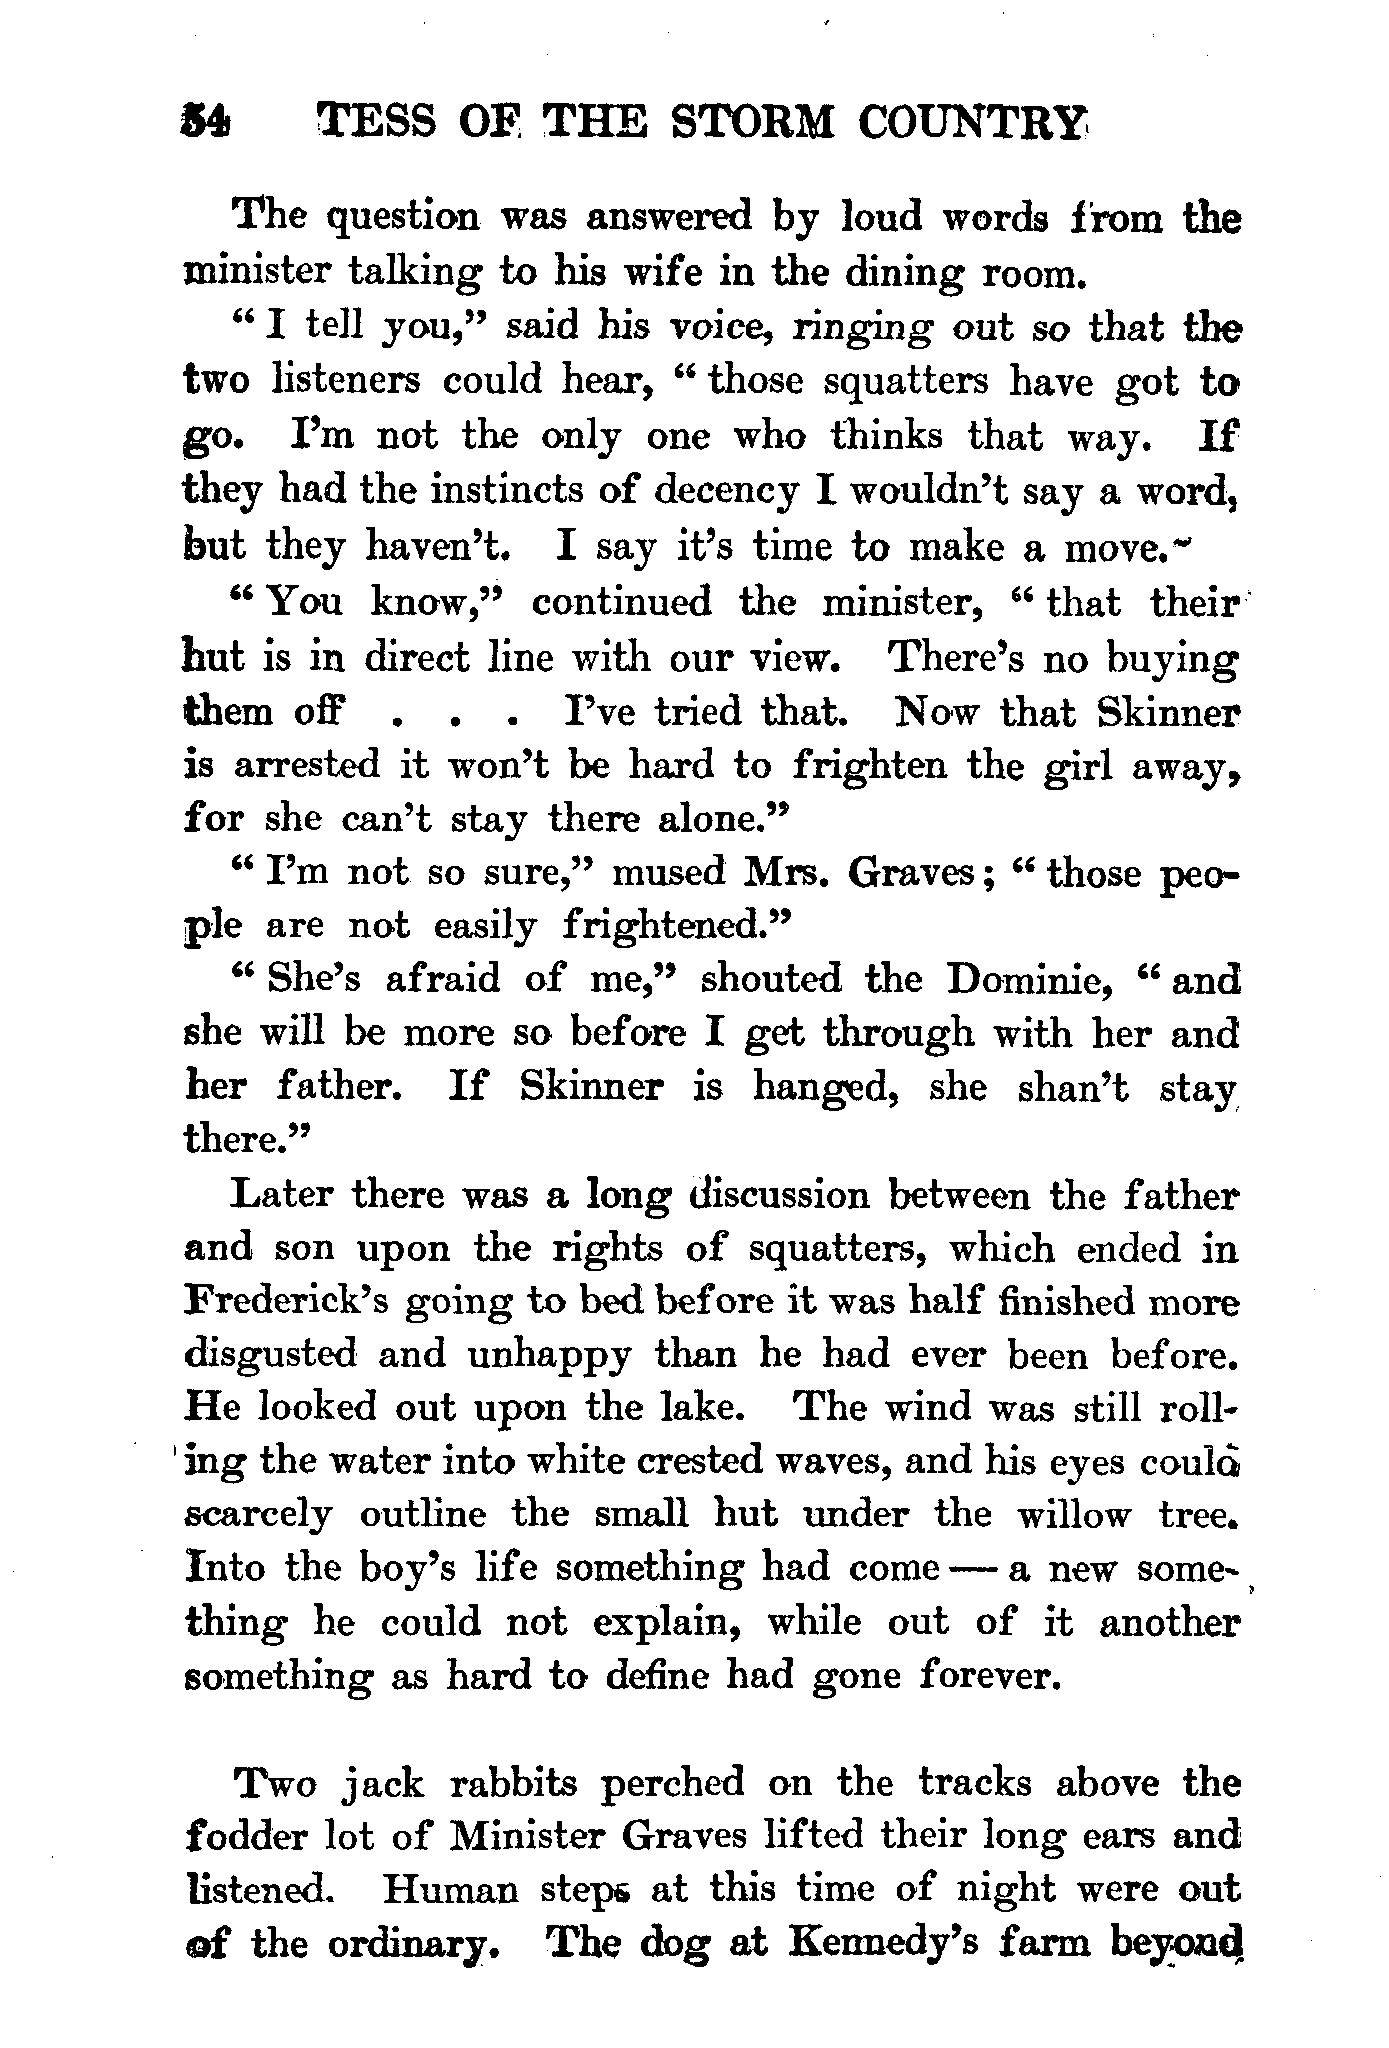 54 TESS OF THE STORM COUNTRY
The question was answered by loud words from the
minister talking to his wife in the dining room.
“ I tell you,” said his voice, ringing out so that the
two listeners could hear, “ those squatters have got to
go. I’m not the only one who thinks that way. If
they had the instincts of decency I wouldn’t say a word,
but they haven’t. I say it’s time to make a move.~
“ You know,” continued the minister, “ that their
hut is in direct line with our view. There’s no buying
them off . . . I’ve tried that. Now that Skinner
is arrested it won’t be hard to frighten the girl away,
for she can’t stay there alone.”
“ I’m not so sure,” mused Mrs. Graves; “ those peo-
ple are not easily frightened.”
“ She’s afraid of me,” shouted the Dominie, “ and
she will be more so before I get through with her and
her father. If Skinner is hanged, she shan’t stay
there.”
Later there was a long discussion between the father
and son upon the rights of squatters, which ended in
Frederick’s going to bed before it was half finished more
disgusted and unhappy than he had ever been before.
He looked out upon the lake. The wind was still roll-
ing the water into white crested waves, and his eyes could
scarcely outline the small hut under the willow tree.
Into the boy’s life something had come — a new some-
thing he could not explain, while out of it another
something as hard to define had gone forever.
Two jack rabbits perched on the tracks above the
fodder lot of Minister Graves lifted their long ears and
listened. Human steps at this time of night were out
of the ordinary. The dog at Kennedy’s farm beyond